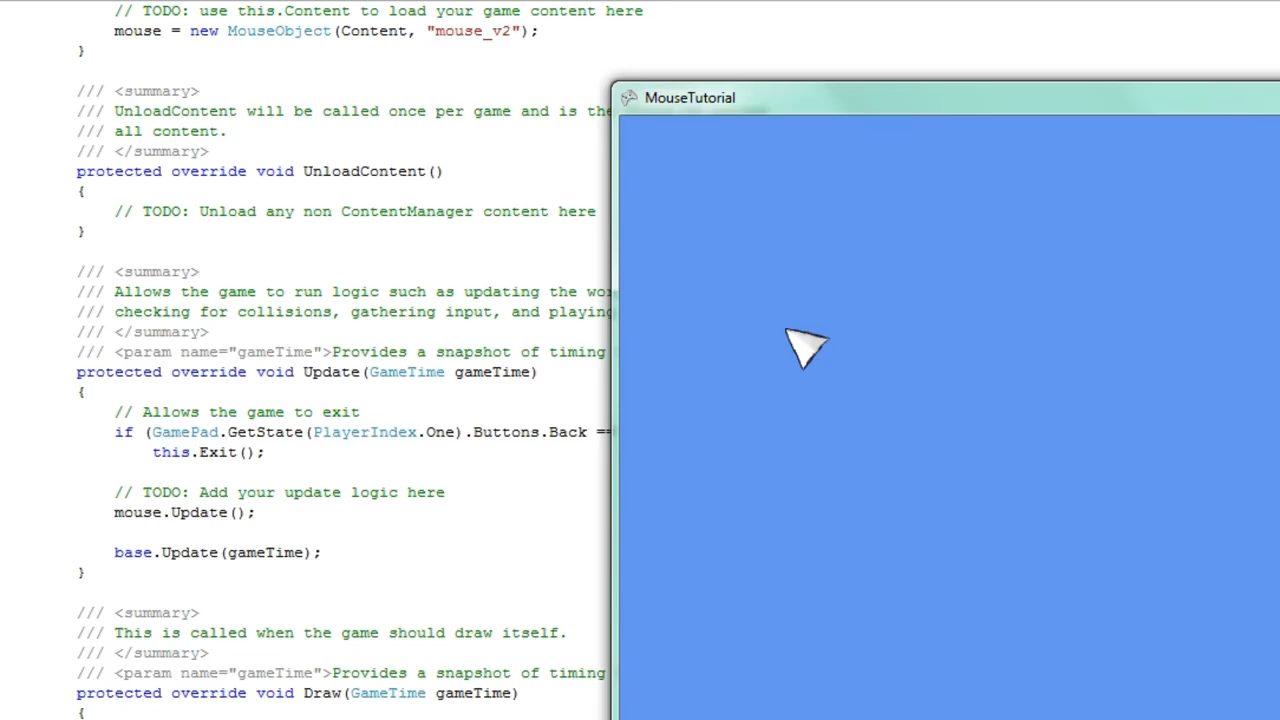 // TODO: use this.Content to load your game content here
mouse = new MouseObject(Content, "mouse_v2");
}
/// <summary>
/// UnloadContent will be called once per game and is the
/// all content.
/// </summary>
protected override void UnloadContent()
{
// TODO: Unload any non ContentManager content here
}
/// <summary>
/// Allows the game to run logic such as updating the
/// checking for collisions, gathering input, and playing
/// </summary>
/// <param name="gameTime">Provides a snapshot of timing
protected override void Update(GameTime gameTime)
{
// Allows the game to exit
if (GamePad.GetState(PlayerIndex.One).Buttons.Back ==
this.Exit();
// TODO: Add your update logic here
mouse.Update();
base.Update(gameTime);
}
/// <summary>
/// This is called when the game should draw itself.
/// </summary>
/// <param name="gameTime">Provides a snapshot of timing
protected override void Draw(GameTime gameTime)
{
MouseTutorial